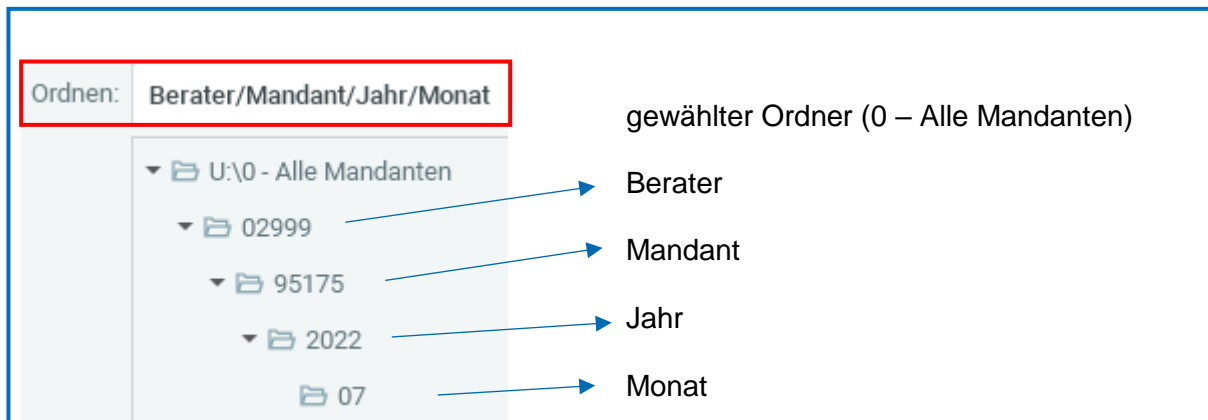 Ordnen: Berater/Mandant/Jahr/Monat
gewählter Ordner (0 – Alle Mandanten)
U:\0 - Alle Mandanten
Berater
02999
Mandant
95175
Jahr
2022
Monat
07